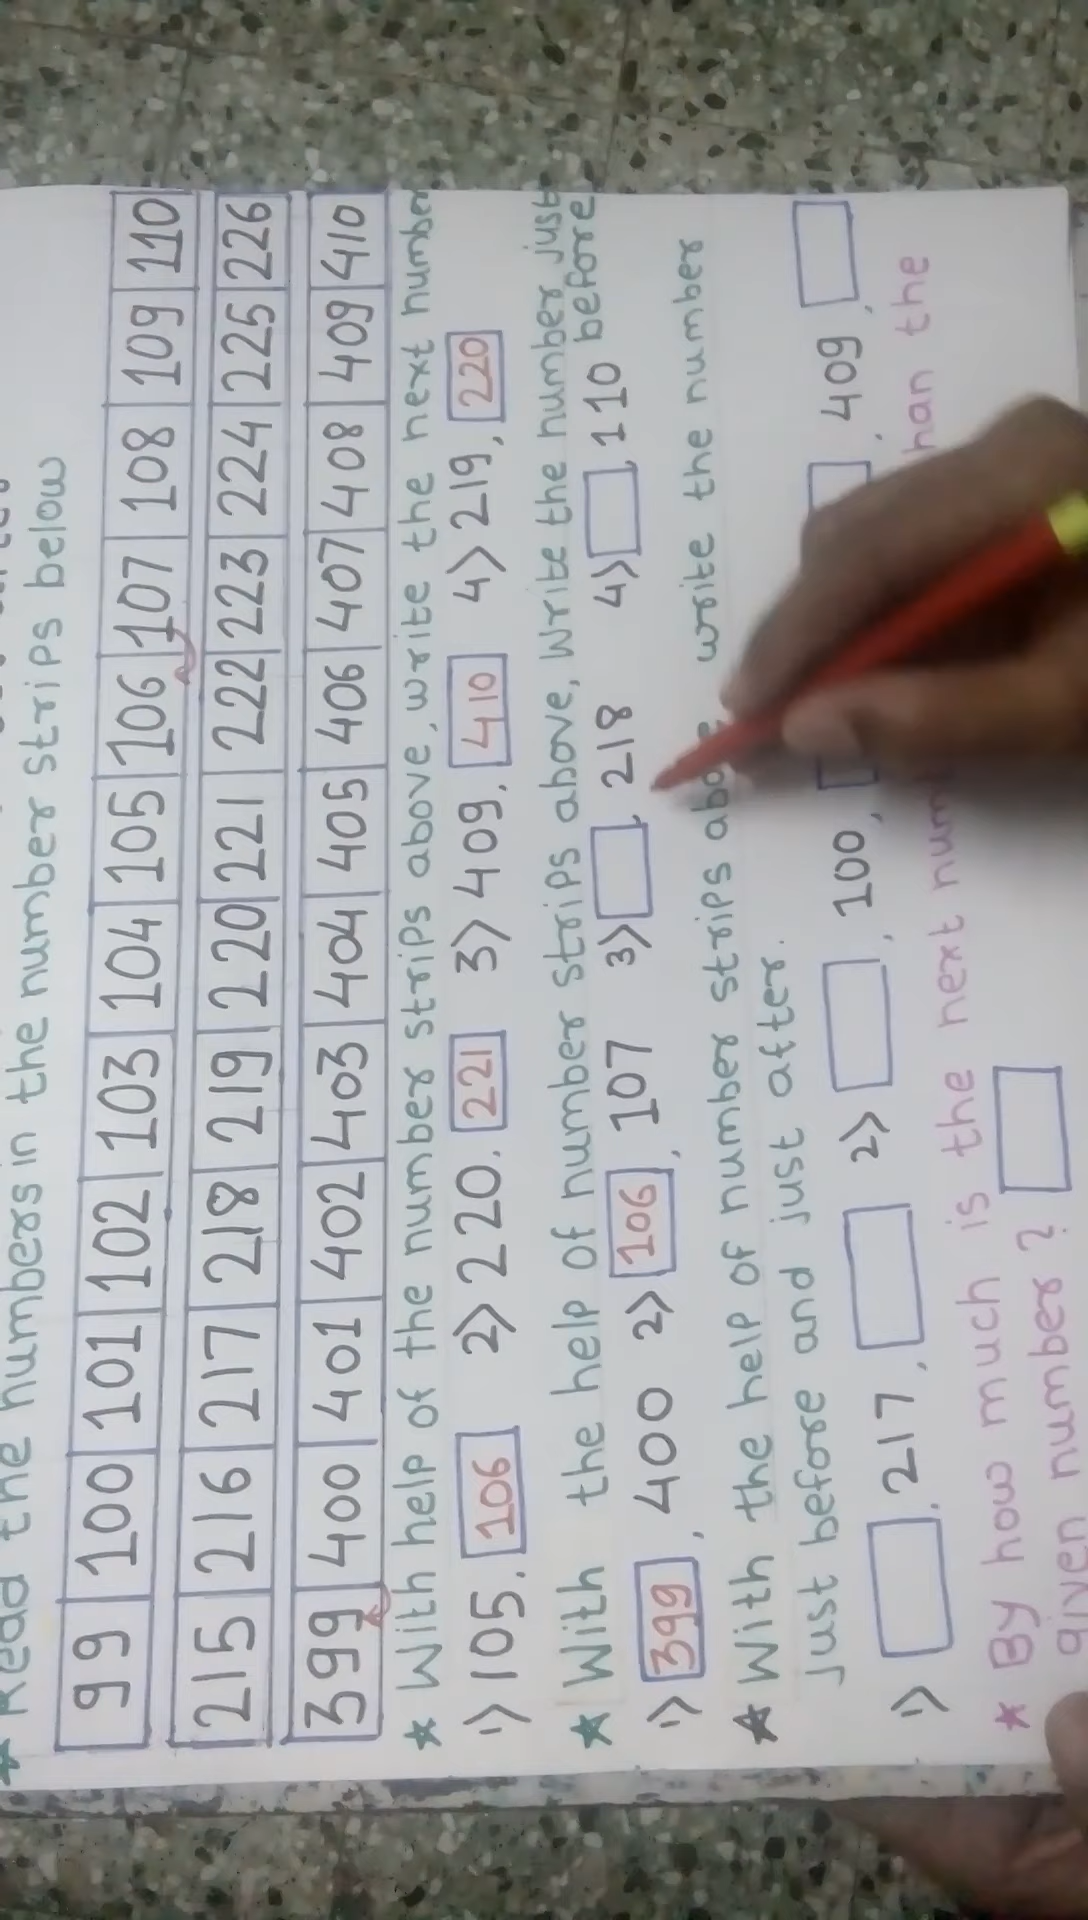 ★ Read the numbers in the number strips below
99 100 101 102 103 104 105 106 107 108 109 110
215 216 217 218 219 220 221 222 223 224 225 226
399 400 401 402 403 404 405 406 407 408 409 410
★ With help of the number strips above, write the next number
1) 105, 106 2) 220, 221 3) 409, 410 4) 219, 220
★ With the help of number strips above, write the number just before
1) 399, 400 2) 106, 107 3) , 218 4) , 110
★ With the help of number strips write the number
just before and just after.
1) , 217, 2) , 100, , 409,
★ By how much is the next than the
given number ?